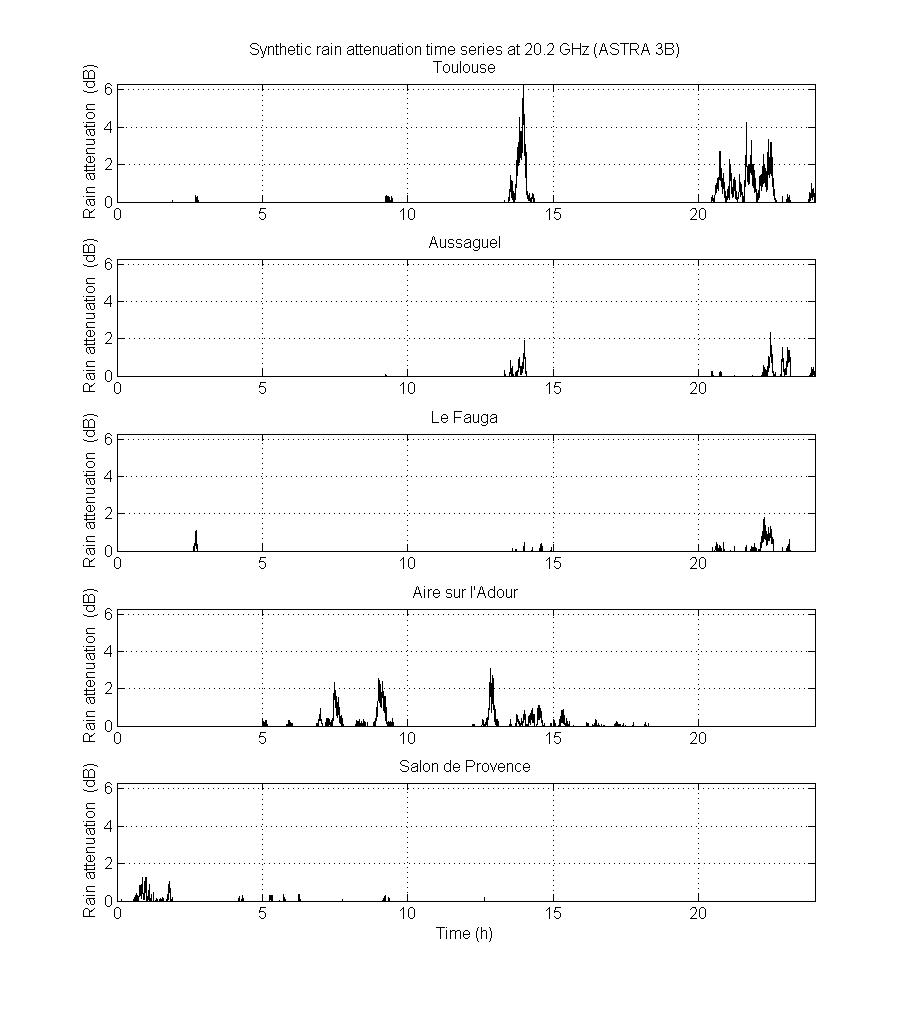 Synthetic rain attenuation time series at 20.2 GHz (ASTRA 3B)
Toulouse
Rain attenuation (dB)
6
4
2
0
0 5 10 15 20
Aussaguel
Rain attenuation (dB)
6
4
2
0
0 5 10 15 20
Le Fauga
Rain attenuation (dB)
6
4
2
0
0 5 10 15 20
Aire sur l'Adour
Rain attenuation (dB)
6
4
2
0
0 5 10 15 20
Salon de Provence
Rain attenuation (dB)
6
4
2
0
0 5 10 15 20
Time (h)